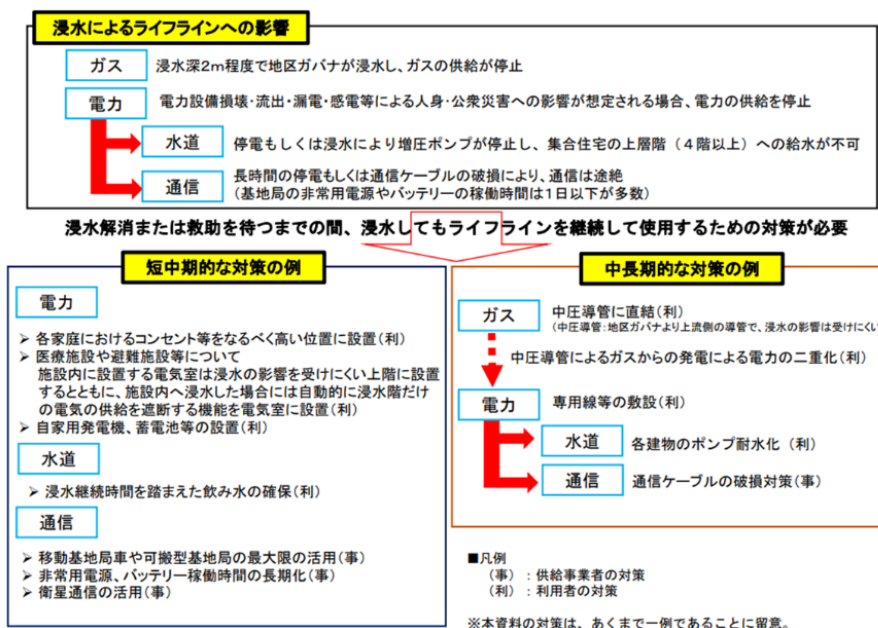 浸水によるライフラインへの影響
ガス
浸水深2m程度で地区ガバナが浸水し、ガスの供給が停止
電力
電力設備損壊・流出・漏電・感電等による人身・公衆災害への影響が想定される場合、電力の供給を停止
水道
停電もしくは浸水により増圧ポンプが停止し、集合住宅の上層階（4階以上）への給水が不可
通信
長時間の停電もしくは通信ケーブルの破損により、通信は途絶
(基地局の非常用電源やバッテリーの稼働時間は1日以下が多数)
浸水解消または救助を待つまでの間、浸水してもライフラインを継続して使用するための対策が必要
短中期的な対策の例
電力
➢ 各家庭におけるコンセント等をなるべく高い位置に設置(利)
➢ 医療施設や避難施設等について
施設内に設置する電気室は浸水の影響を受けにくい上階に設置
するとともに、施設内へ浸水した場合には自動的に浸水階だけ
の電気の供給を遮断する機能を電気室に設置(利)
➢ 自家用発電機、蓄電池等の設置(利)
水道
➢ 浸水継続時間を踏まえた飲み水の確保(利)
通信
➢ 移動基地局車や可搬型基地局の最大限の活用(事)
➢ 非常用電源、バッテリー稼働時間の長期化(事)
➢ 衛星通信の活用(事)
中長期的な対策の例
ガス
中圧導管に直結(利)
(中圧導管:地区ガバナより上流側の導管で、浸水の影響は受けにくい
中圧導管によるガスからの発電による電力の二重化(利)
電力
専用線等の敷設(利)
水道
各建物のポンプ耐水化（利)
通信
通信ケーブルの破損対策(事)
■凡例
(事)：供給事業者の対策
(利)：利用者の対策
※本資料の対策は、あくまで一例であることに留意。